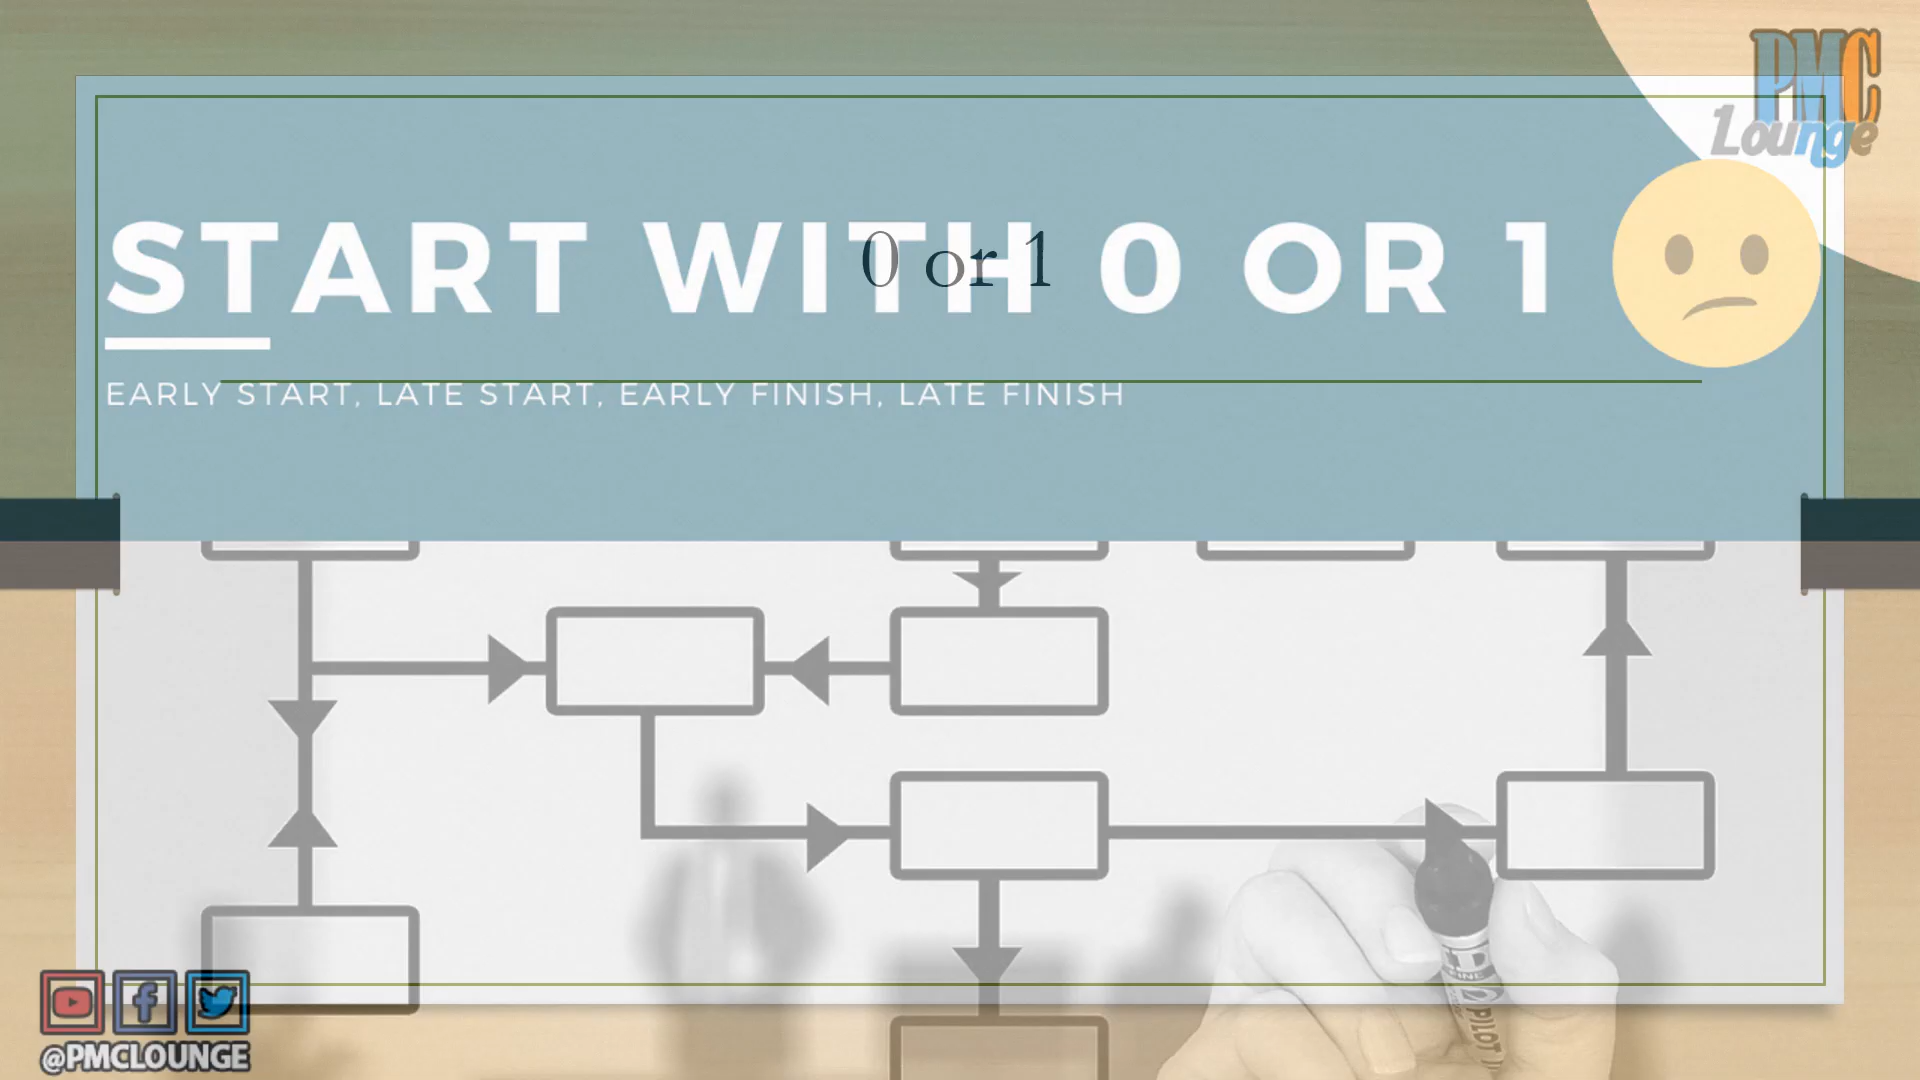 PMC
Lounge
START WITH 0 OR 1
0 or 1
EARLY START, LATE START, EARLY FINISH, LATE FINISH
PILOT
@PMCLOUNGE